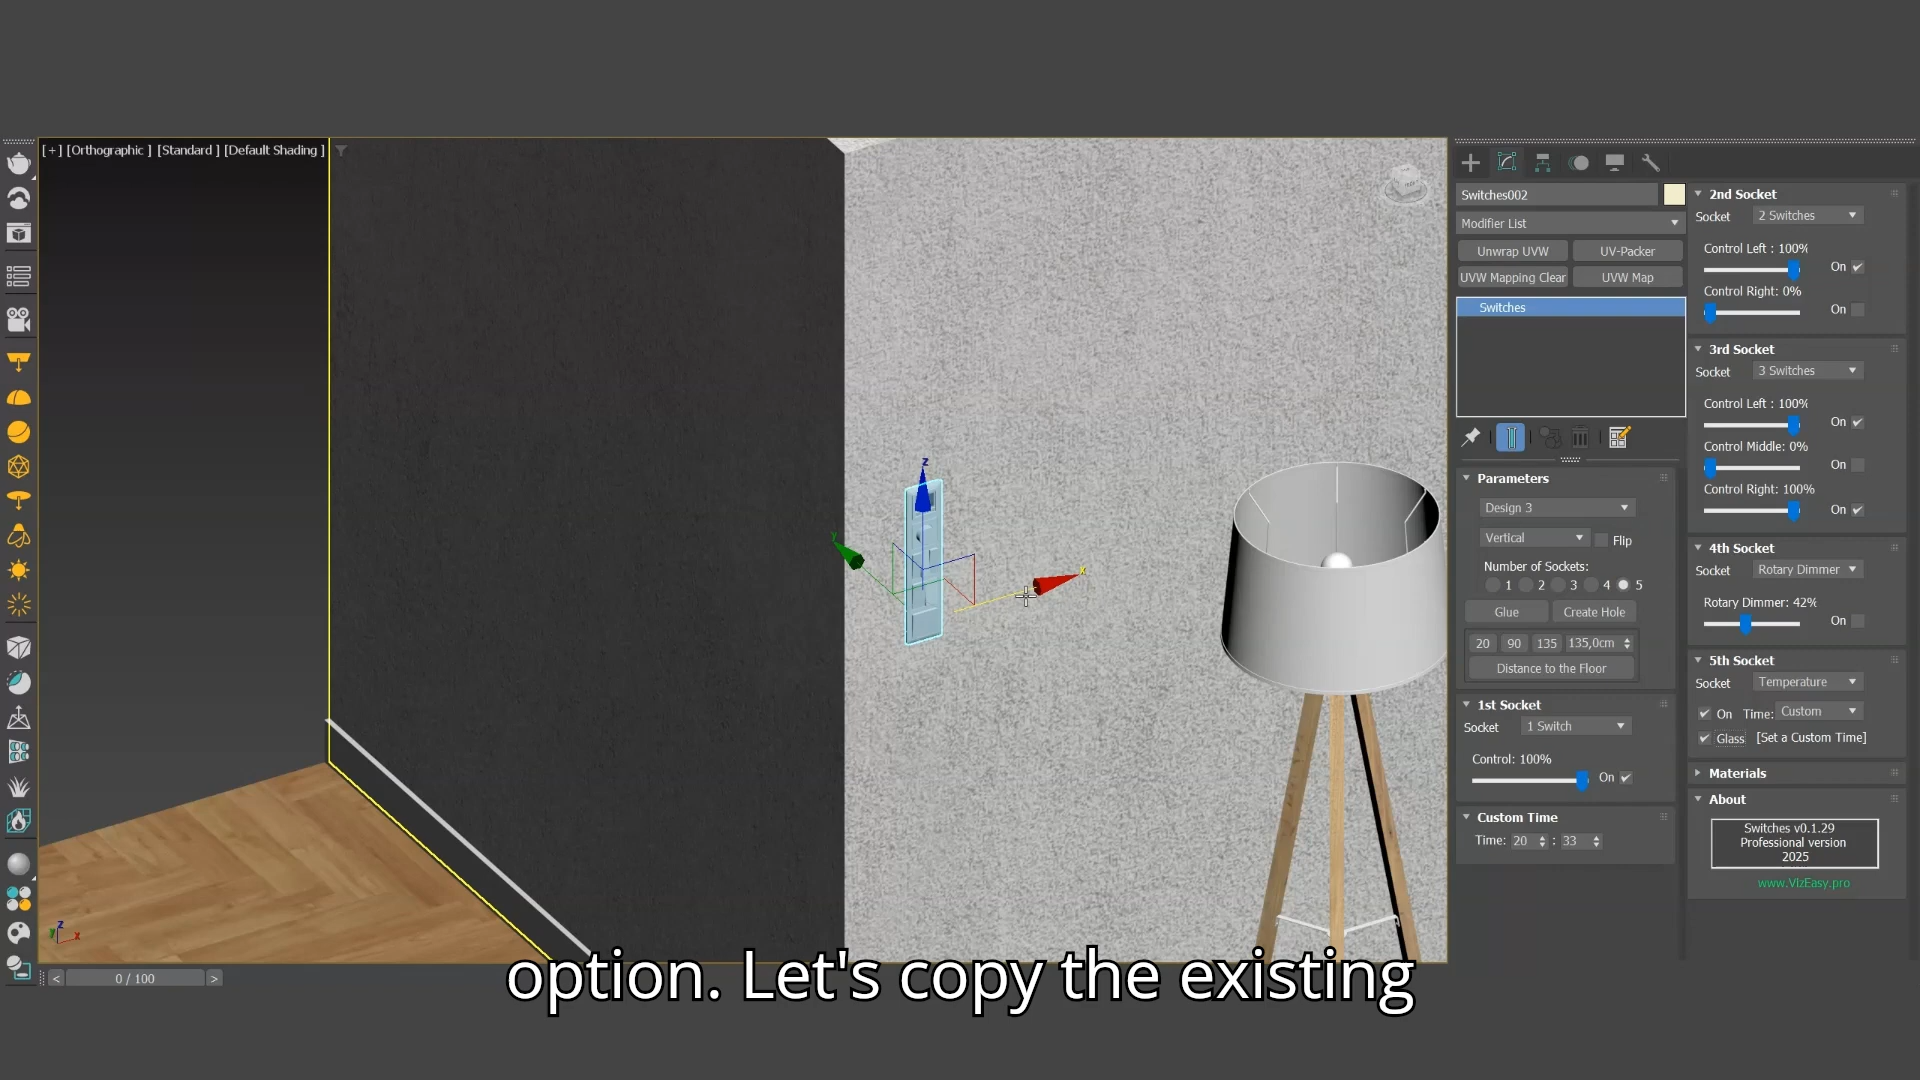 [ + ] [Orthographic ] [Standard ] [Default Shading ]
z
y
x
z
y
x
< 0 / 100 >
Switches002
Modifier List
Unwrap UVW UV-Packer
UVW Mapping Clear UVW Map
Switches
Parameters
Design 3
Vertical Flip
Number of Sockets:
1 2 3 4 5
Glue Create Hole
20 90 135 135,0cm
Distance to the Floor
1st Socket
Socket 1 Switch
Control: 100%
On
Custom Time
Time: 20 : 33
2nd Socket
Socket 2 Switches
Control Left : 100%
On
Control Right: 0%
On
3rd Socket
Socket 3 Switches
Control Left : 100%
On
Control Middle: 0%
On
Control Right: 100%
On
4th Socket
Socket Rotary Dimmer
Rotary Dimmer: 42%
On
5th Socket
Socket Temperature
On Time: Custom
Glass [Set a Custom Time]
Materials
About
Switches v0.1.29
Professional version
2025
www.VizEasy.pro
option. Let's copy the existing